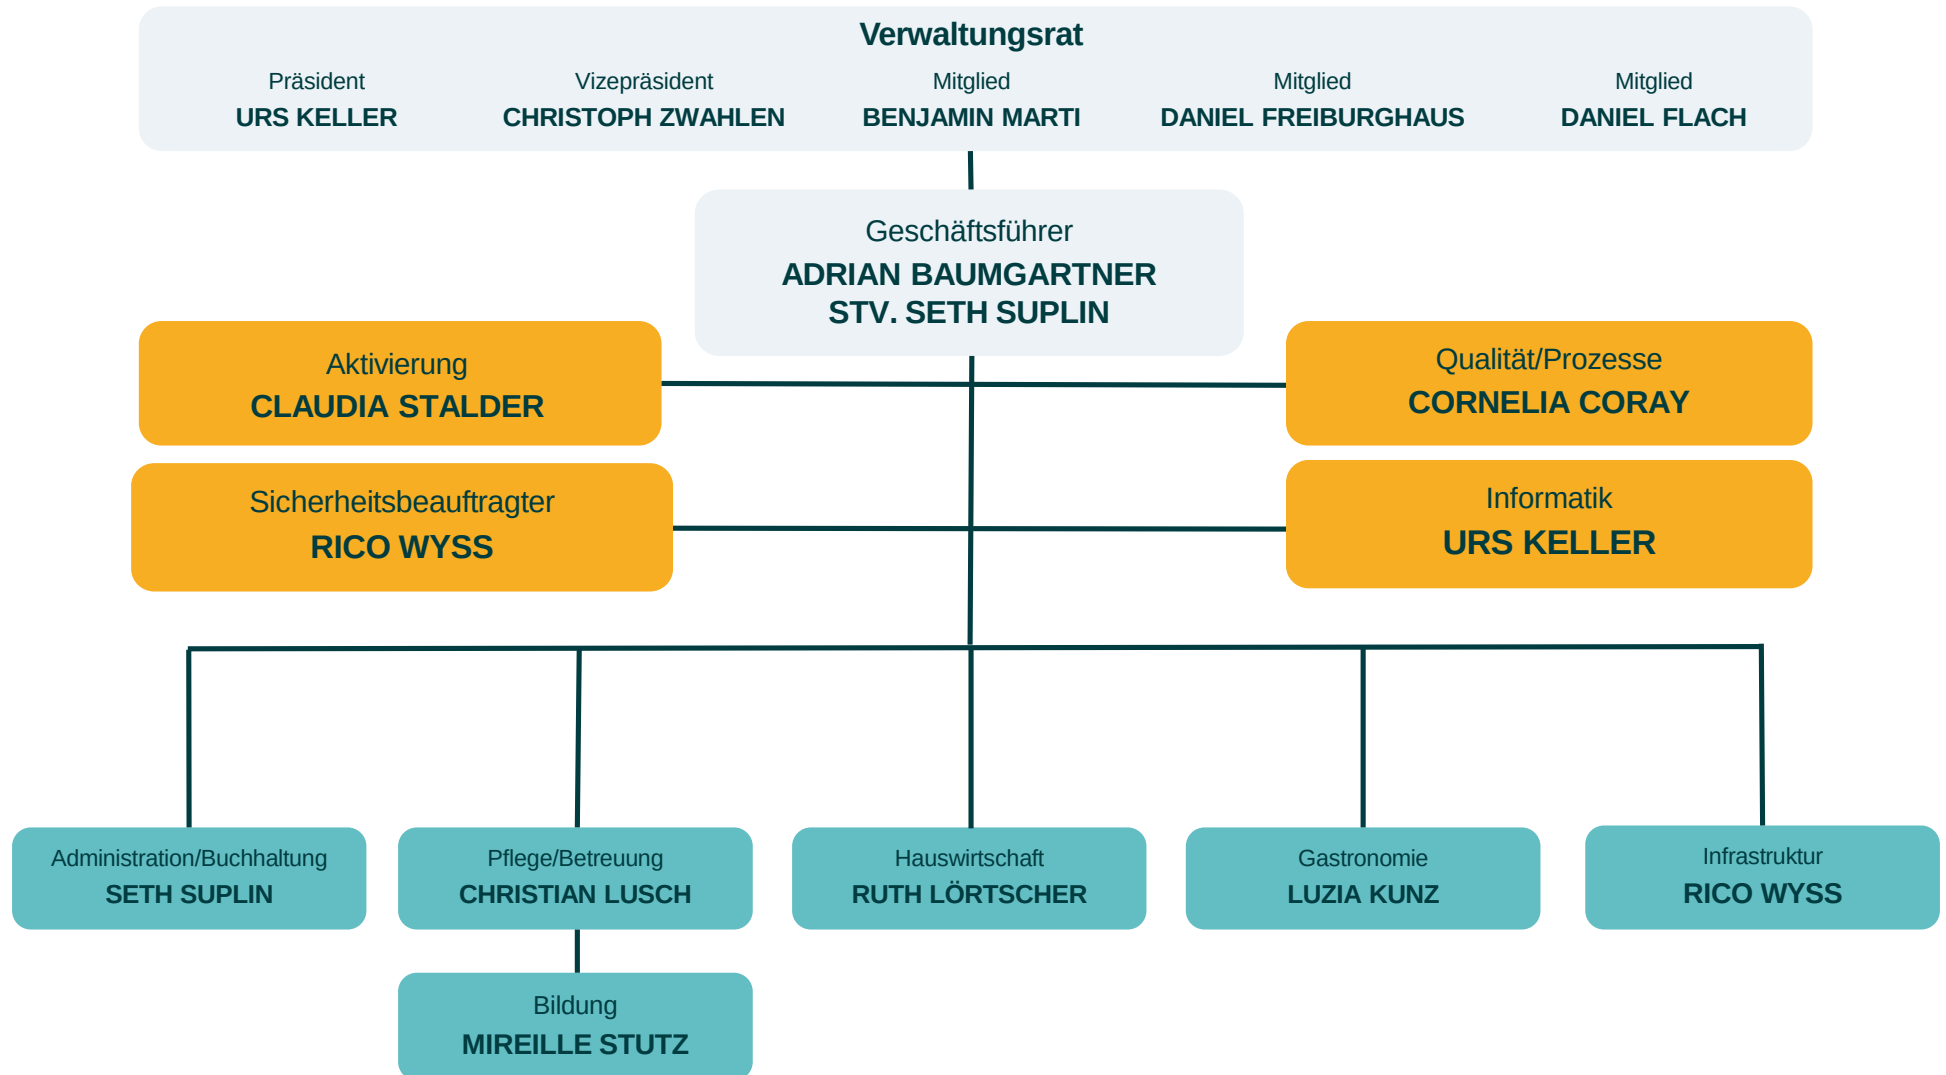 Verwaltungsrat
Präsident
URS KELLER
Vizepräsident
CHRISTOPH ZWAHLEN
Mitglied
BENJAMIN MARTI
Mitglied
DANIEL FREIBURGHAUS
Mitglied
DANIEL FLACH
Geschäftsführer
ADRIAN BAUMGARTNER
STV. SETH SUPLIN
Aktivierung
CLAUDIA STALDER
Qualität/Prozesse
CORNELIA CORAY
Sicherheitsbeauftragter
RICO WYSS
Informatik
URS KELLER
Administration/Buchhaltung
SETH SUPLIN
Pflege/Betreuung
CHRISTIAN LUSCH
Hauswirtschaft
RUTH LÖRTSCHER
Gastronomie
LUZIA KUNZ
Infrastruktur
RICO WYSS
Bildung
MIREILLE STUTZ